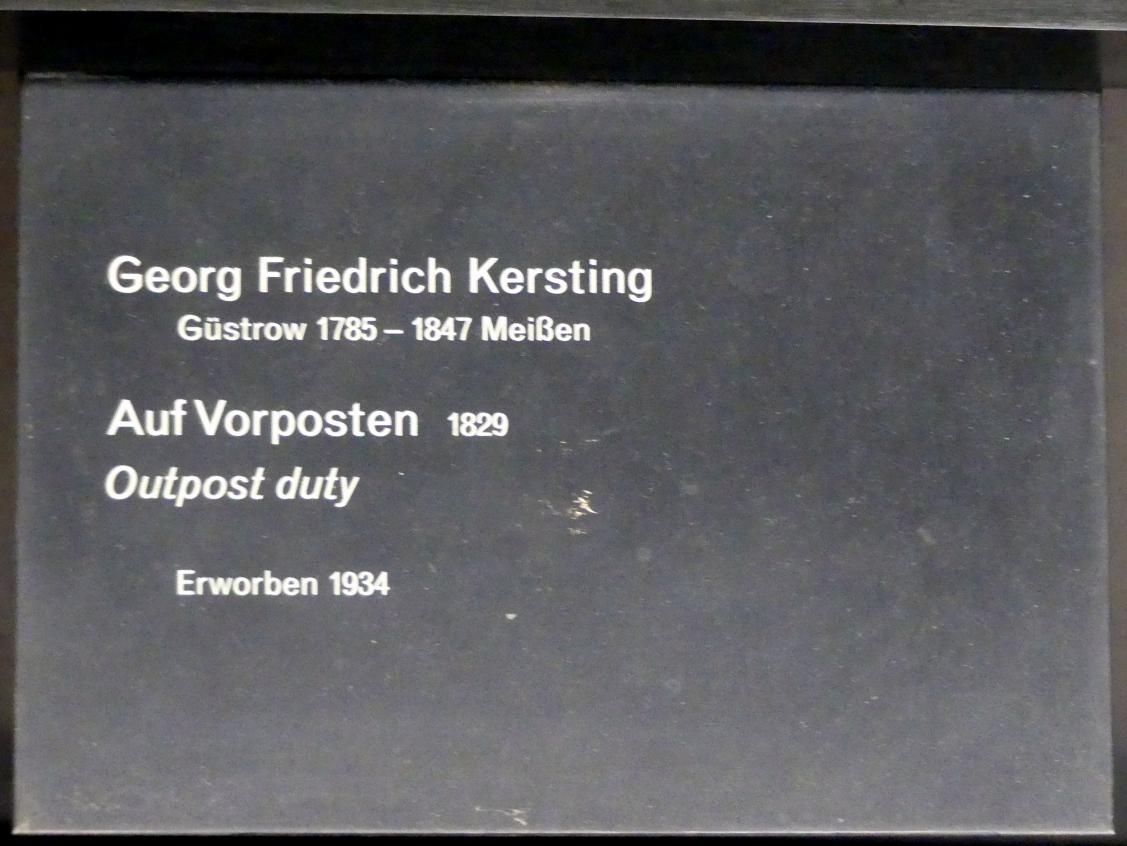 Georg Friedrich Kersting
Güstrow 1785 – 1847 Meißen
Auf Vorposten 1829
Outpost duty
Erworben 1934